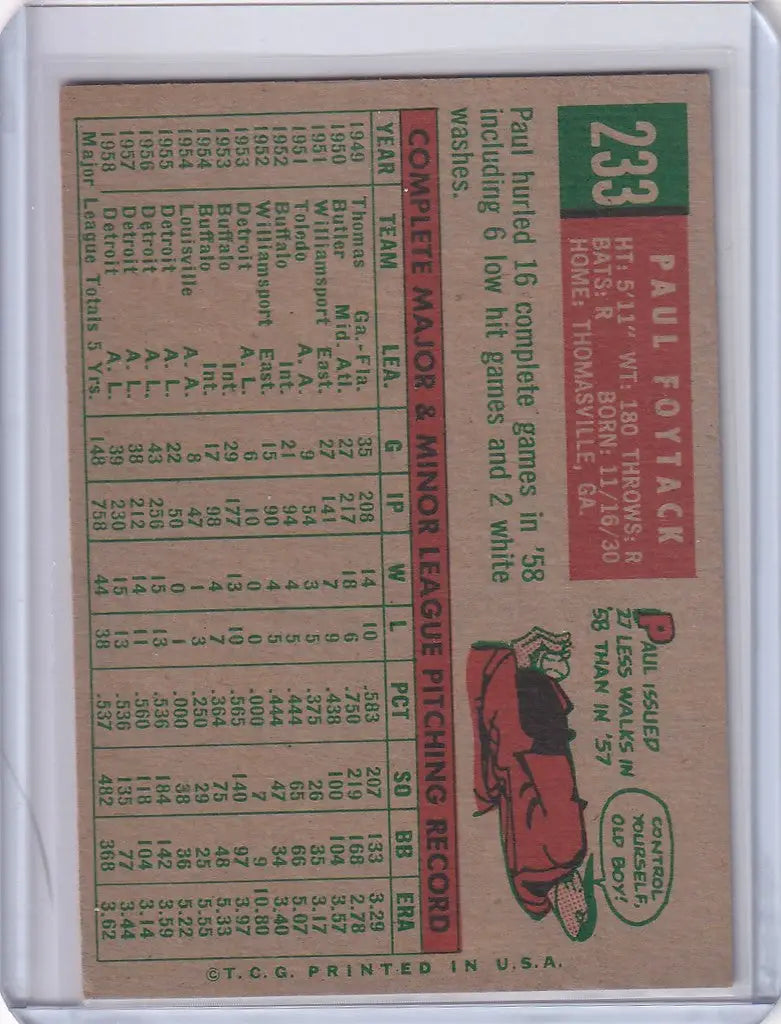 233
PAUL FOYTACK
HT: 5/11" WT: 180 THROWS: R
BATS: R BORN: 11/16/30
HOME: THOMASVILLE, GA.
Paul hurled 16 complete games in '58
including 6 low hit games and 2 white
washes.
PAUL ISSUED
27 LESS WALKS IN
'58 THAN IN '57
CONTROL
YOURSELF,
OLD BOY!
COMPLETE MAJOR & MINOR LEAGUE PITCHING RECORD
YEAR TEAM LEA. G IP W L PCT SO BB ERA
1949 Thomas Ga.-Fla. 35 208 14 10 .583 207 133 3.29
1950 Butler Mid. Atl. 27 217 18 6 .750 219 168 2.78
1951 Williamsport East. 27 141 7 9 .438 100 104 3.57
1951 Toledo A. A. 9 54 3 5 .375 26 35 3.17
1952 Buffalo Int. 21 94 4 5 .444 65 66 5.07
1952 Williamsport East. 15 90 4 5 .444 47 34 3.40
1953 Detroit A. L. 6 10 0 0 .000 7 9 10.80
1953 Buffalo Int. 29 177 13 10 .565 140 97 3.97
1954 Buffalo Int. 17 98 4 7 .364 75 48 5.33
1954 Louisville A. A. 8 47 1 3 .250 29 25 5.55
1955 Detroit A. L. 22 50 0 1 .000 38 36 5.22
1956 Detroit A. L. 43 256 15 13 .536 184 142 3.59
1957 Detroit A. L. 38 212 14 11 .560 118 104 3.14
1958 Detroit A. L. 39 230 15 13 .536 135 77 3.44
Major League Totals 5 Yrs. 148 758 44 38 .537 482 368 3.62
©T.C.G. PRINTED IN U.S.A.